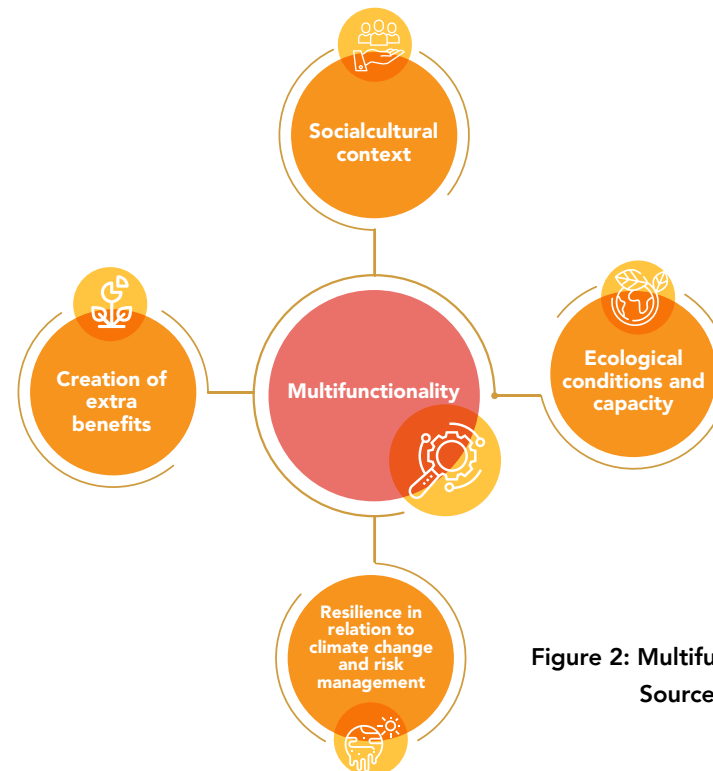 Socialcultural
context
Creation of
extra
benefits
Multifunctionality
Ecological
conditions and
capacity
Resilience in
relation to
climate change
and risk
management
Figure 2: Multifu
Source